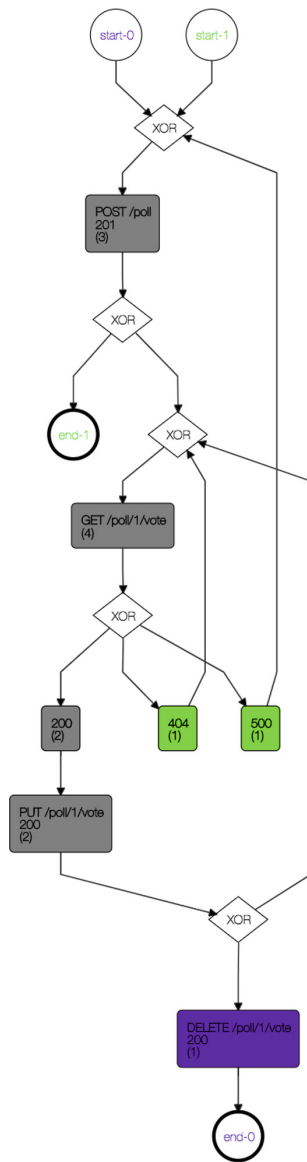 start-0
start-1
XOR
POST /poll
201
(3)
XOR
end-1
XOR
GET /poll/1/vote
(4)
XOR
200
(2)
404
(1)
500
(1)
PUT /poll/1/vote
200
(2)
XOR
DELETE /poll/1/vote
200
(1)
end-0